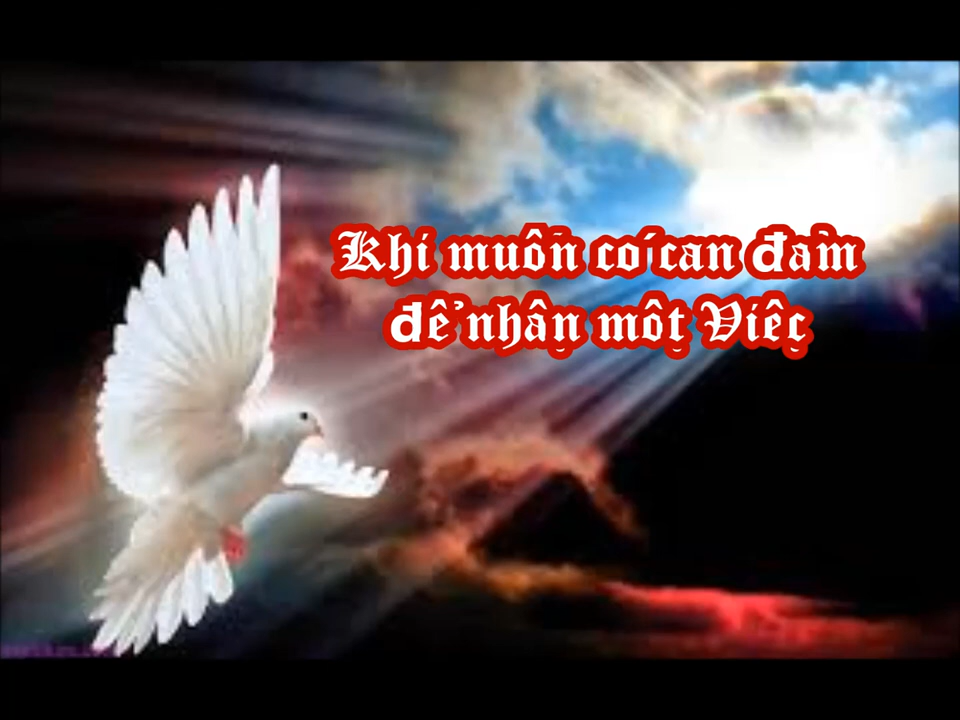 Khi muốn có can đảm
để nhận một Việc